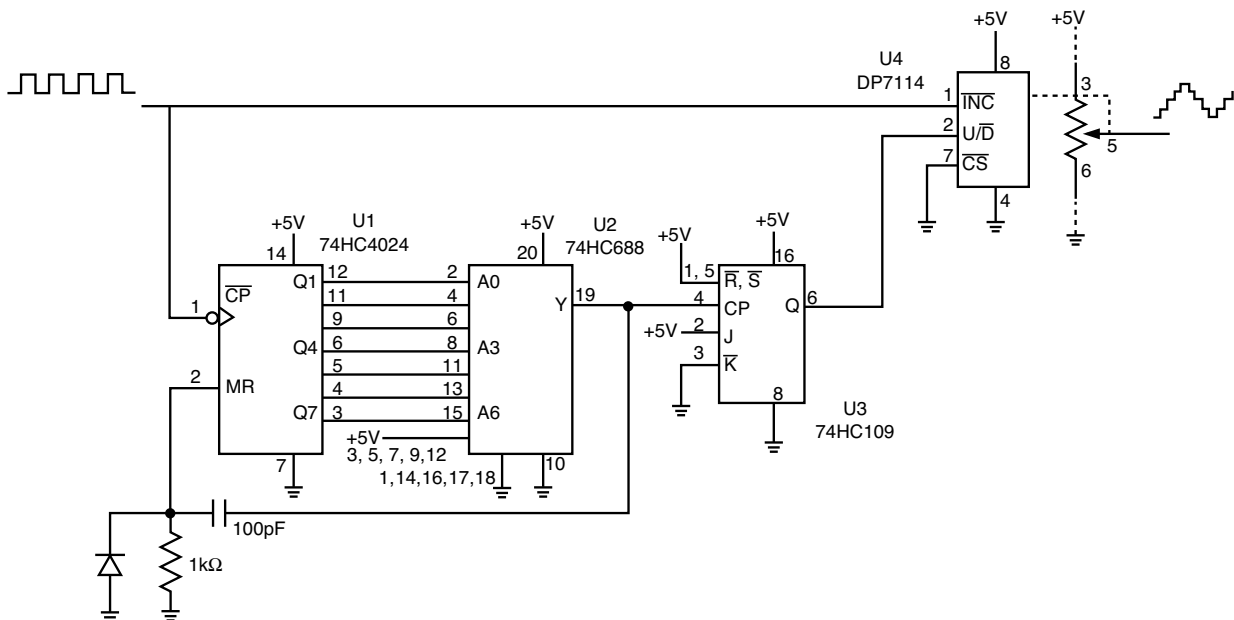 +5V
+5V
U4
DP7114
8
3
1
INC
2
U/D
7
CS
5
6
4
U1
74HC4024
+5V
14
CP
1
Q1
12
11
9
Q4
6
5
4
Q7
3
2
MR
7
U2
74HC688
+5V
20
2
A0
4
6
8
A3
11
13
15
A6
Y
19
+5V
3, 5, 7, 9,12
1,14,16,17,18
10
+5V
+5V
16
1, 5
R, S
4
CP
+5V
2
J
3
K
Q
6
8
U3
74HC109
100pF
1kΩ